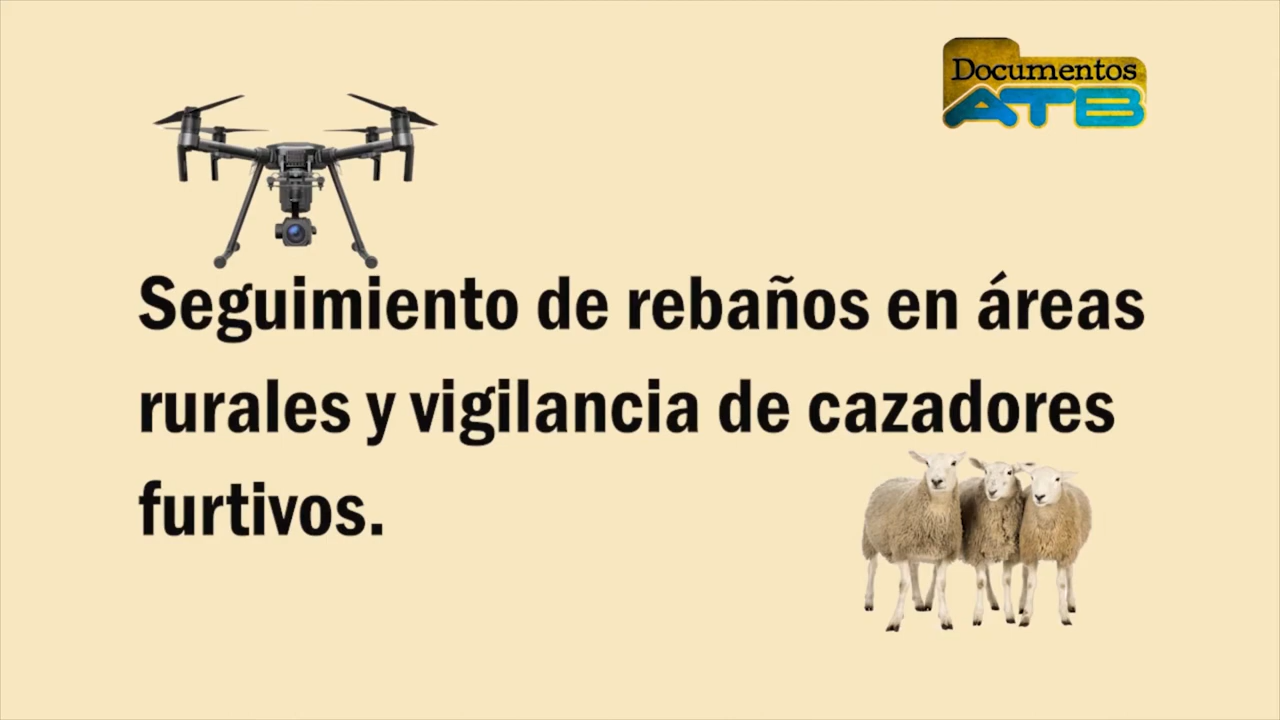 Documentos
ATB
Seguimiento de rebaños en áreas
rurales y vigilancia de cazadores
furtivos.